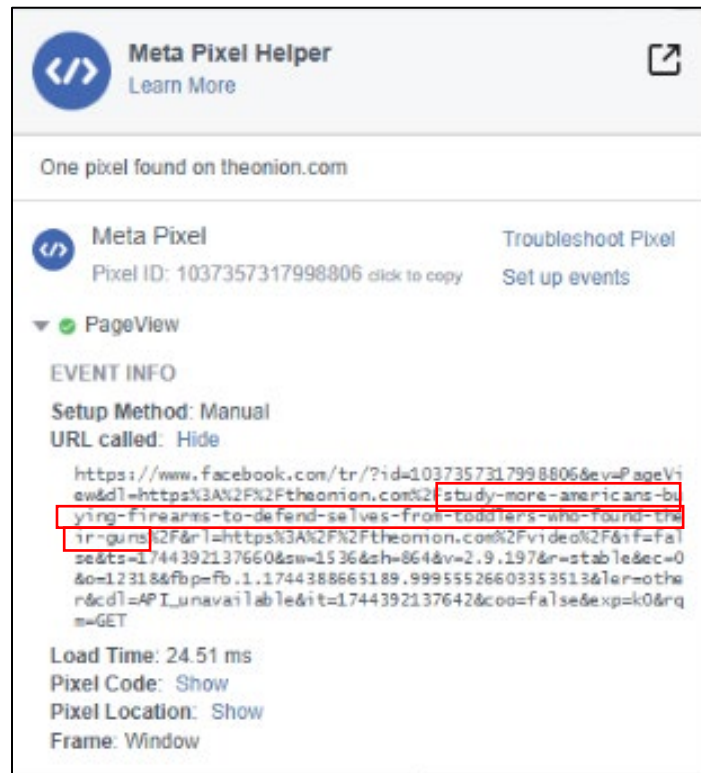 Meta Pixel Helper
Learn More
One pixel found on theonion.com
Meta Pixel
Troubleshoot Pixel
Pixel ID: 1037357317998806 click to copy
Set up events
PageView
EVENT INFO
Setup Method: Manual
URL called: Hide
https://www.facebook.com/tr/?id=1037357317998806&ev=PageVi
ew&dl=https%3A%2F%2Ftheonion.com%2Fstudy-more-americans-bu
ying-firearms-to-defend-selves-from-toddlers-who-found-the
ir-guns%2F&rl=https%3A%2F%2Ftheonion.com%2Fvideo%2F&if=fal
se&ts=1744392137660&sw=1536&sh=864&v=2.9.197&r=stable&ec=0
&o=12318&fbp=fb.1.1744388665189.99955526603353513&ler=othe
r&cdl=API_unavailable&it=1744392137642&coo=false&exp=k0&rq
m=GET
Load Time: 24.51 ms
Pixel Code: Show
Pixel Location: Show
Frame: Window